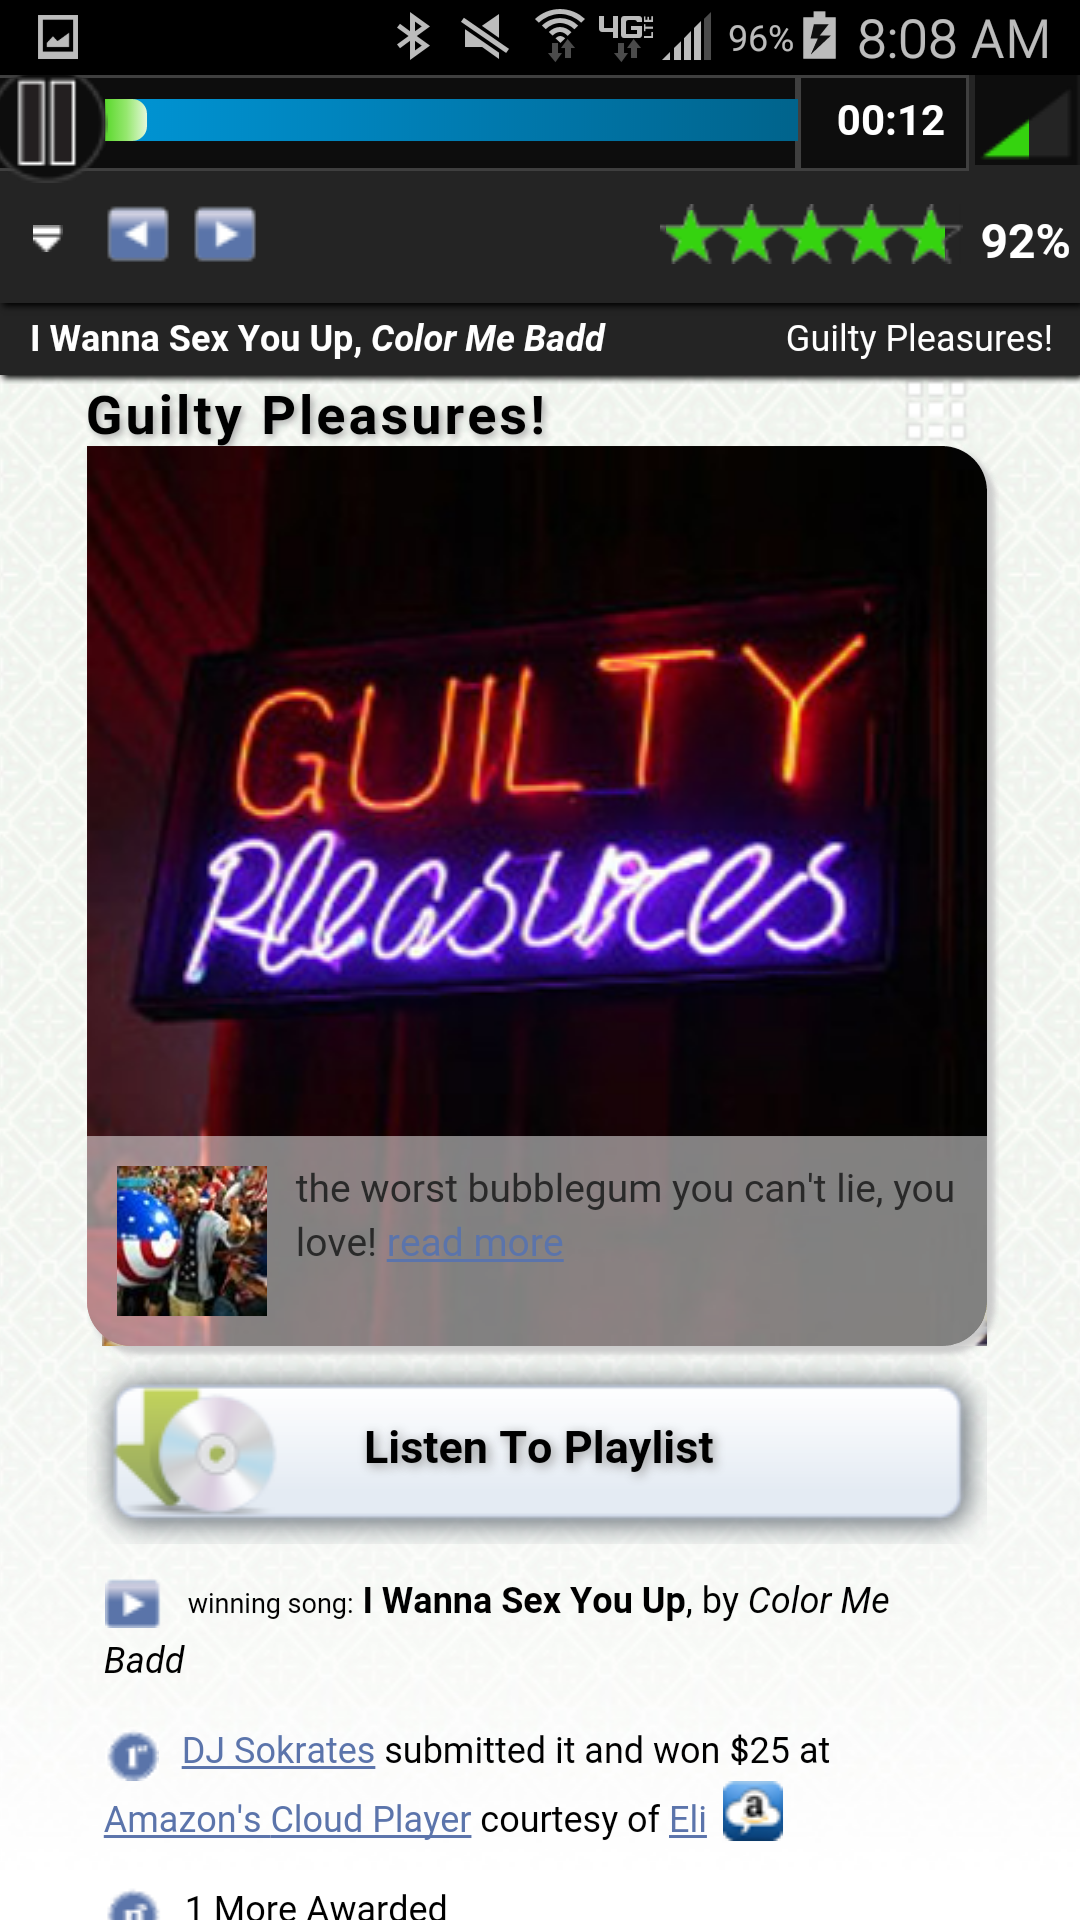 4G LTE 96% 8:08 AM
00:12
92%
I Wanna Sex You Up, Color Me Badd Guilty Pleasures!
Guilty Pleasures!
GUILTY
Pleasures
the worst bubblegum you can't lie, you
love! read more
Listen To Playlist
winning song: I Wanna Sex You Up, by Color Me
Badd
1st DJ Sokrates submitted it and won $25 at
Amazon's Cloud Player courtesy of Eli a
1 More Awarded